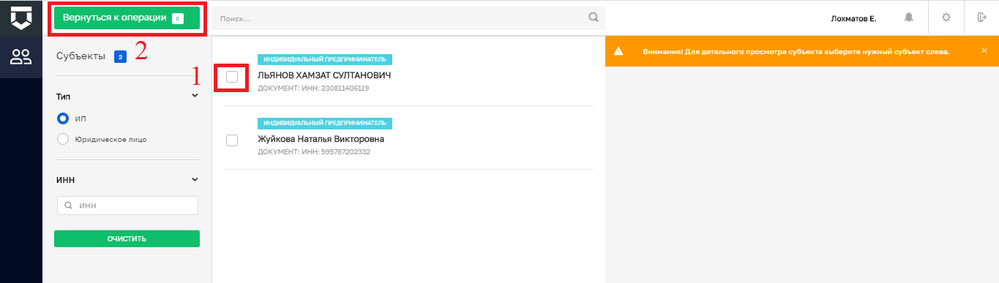 Вернуться к операции 0
Поиск...
Лохматов Е.
Субъекты 2
2
1
Тип
ИП
Юридическое лицо
ИНН
ИНН
ОЧИСТИТЬ
ИНДИВИДУАЛЬНЫЙ ПРЕДПРИНИМАТЕЛЬ
ЛЬЯНОВ ХАМЗАТ СУЛТАНОВИЧ
ДОКУМЕНТ: ИНН: 230811406119
ИНДИВИДУАЛЬНЫЙ ПРЕДПРИНИМАТЕЛЬ
Жуйкова Наталья Викторовна
ДОКУМЕНТ: ИНН: 595787202332
Внимание! Для детального просмотра субъекта выберите нужный субъект слева.